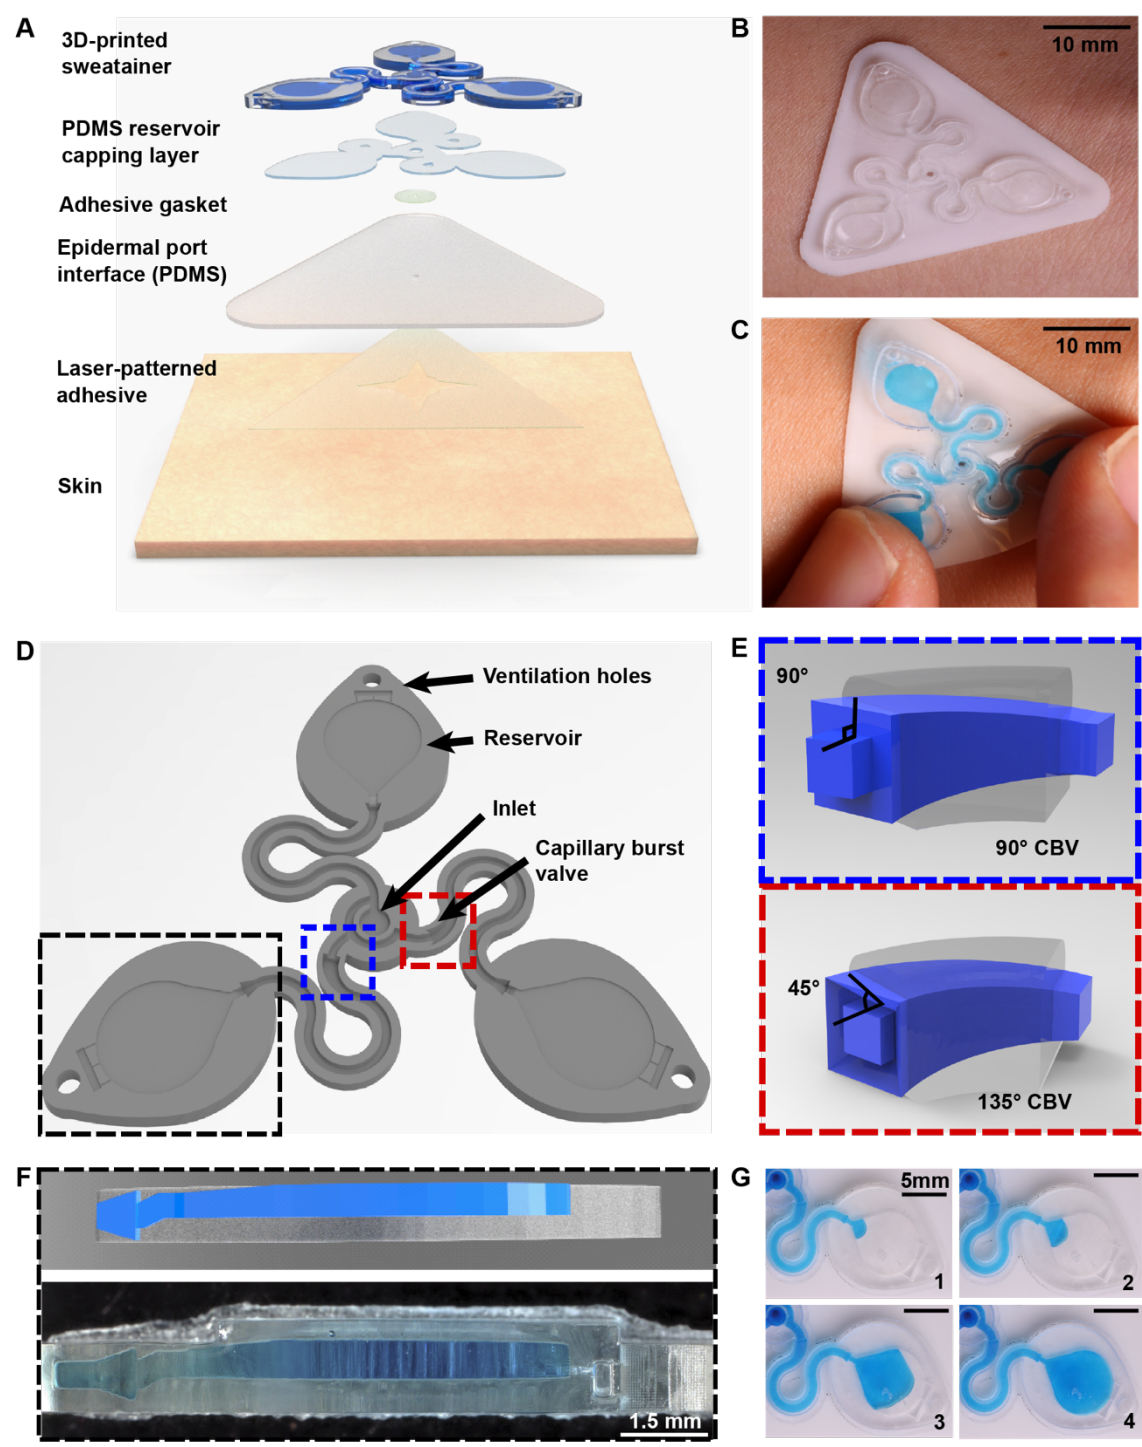 A
3D-printed
sweatainer
PDMS reservoir
capping layer
Adhesive gasket
Epidermal port
interface (PDMS)
Laser-patterned
adhesive
Skin
B
10 mm
C
10 mm
D
Ventilation holes
Reservoir
Inlet
Capillary burst
valve
E
90°
90° CBV
45°
135° CBV
F
1.5 mm
G
5mm
1
2
3
4